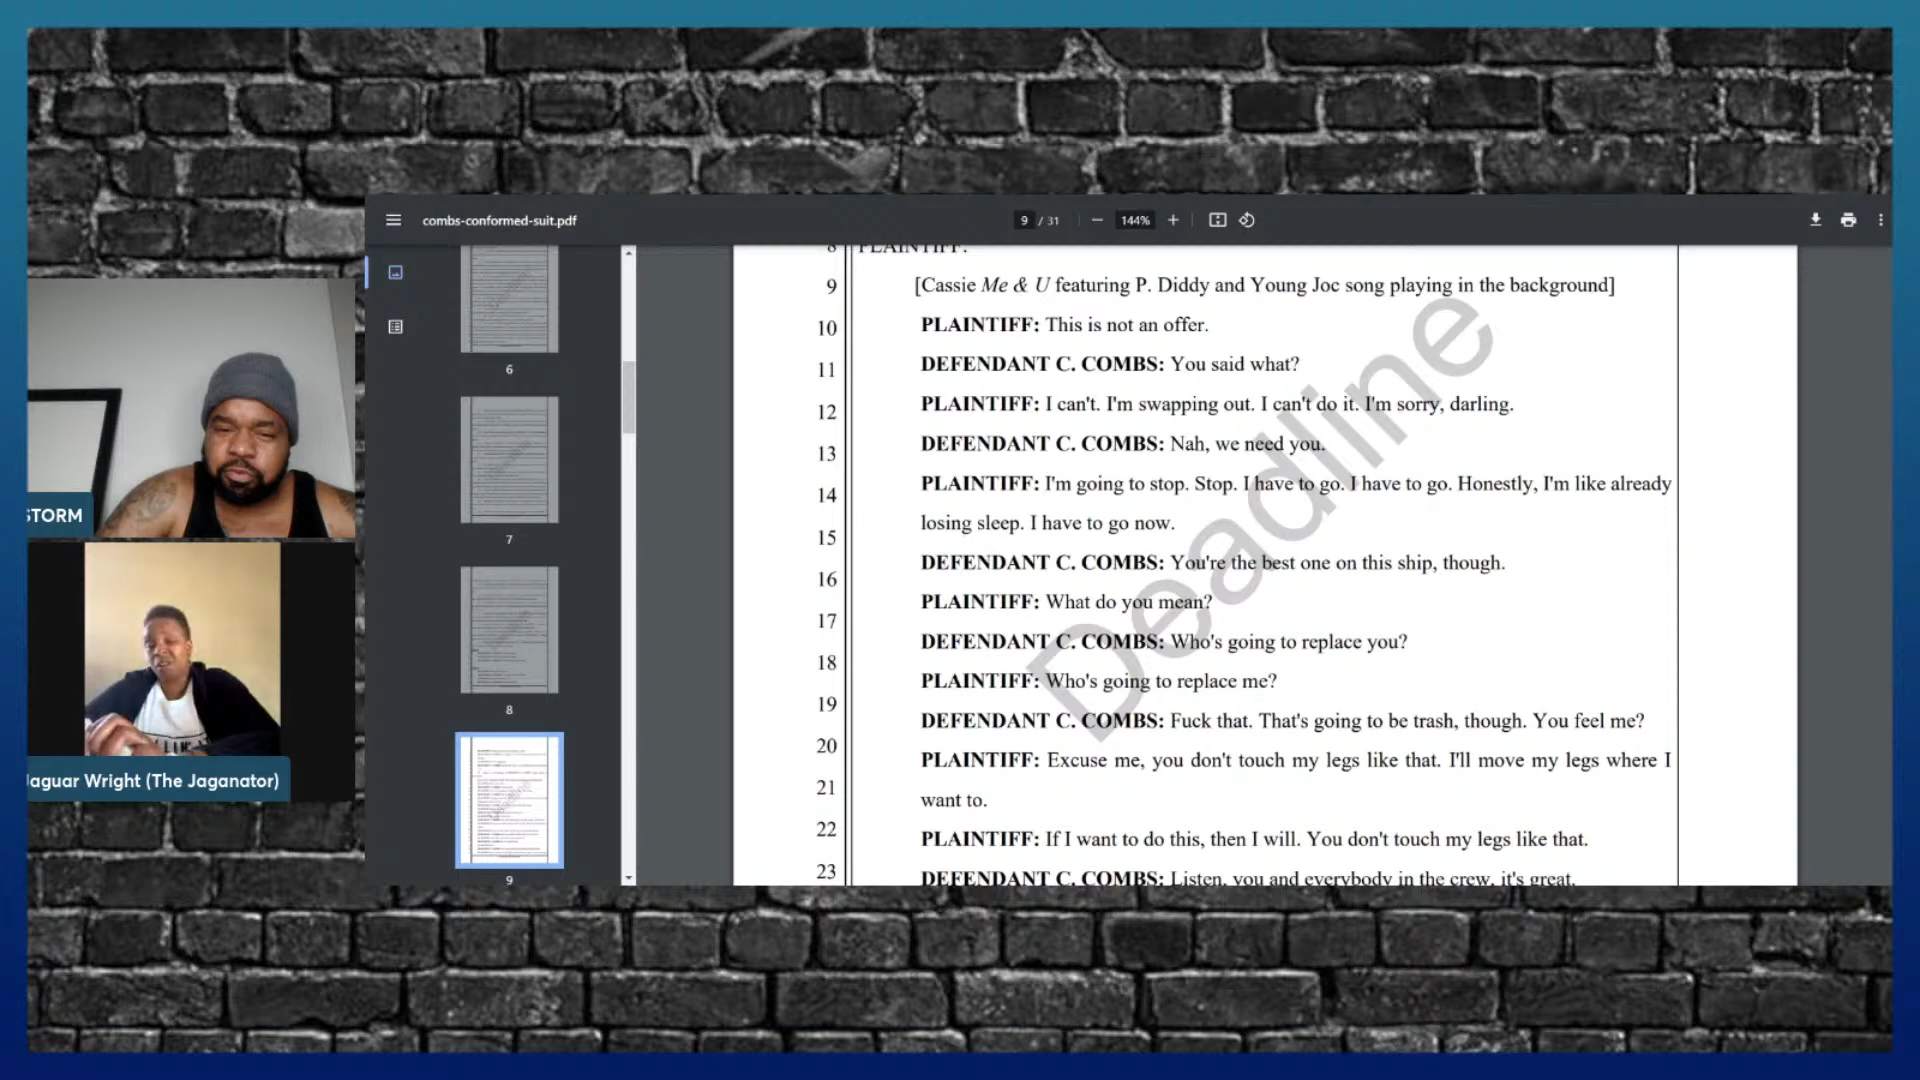 combs-conformed-suit.pdf
9 / 31
144%
6
7
8
9
8 PLAINTIFF:
9 [Cassie Me & U featuring P. Diddy and Young Joc song playing in the background]
10 PLAINTIFF: This is not an offer.
11 DEFENDANT C. COMBS: You said what?
12 PLAINTIFF: I can't. I'm swapping out. I can't do it. I'm sorry, darling.
13 DEFENDANT C. COMBS: Nah, we need you.
14 PLAINTIFF: I'm going to stop. Stop. I have to go. I have to go. Honestly, I'm like already
15 losing sleep. I have to go now.
16 DEFENDANT C. COMBS: You're the best one on this ship, though.
17 PLAINTIFF: What do you mean?
18 DEFENDANT C. COMBS: Who's going to replace you?
19 PLAINTIFF: Who's going to replace me?
20 DEFENDANT C. COMBS: Fuck that. That's going to be trash, though. You feel me?
21 PLAINTIFF: Excuse me, you don't touch my legs like that. I'll move my legs where I
want to.
22 PLAINTIFF: If I want to do this, then I will. You don't touch my legs like that.
23 DEFENDANT C. COMBS: Listen, you and everybody in the crew, it's great.
Deadline
STORM
Jaguar Wright (The Jaganator)